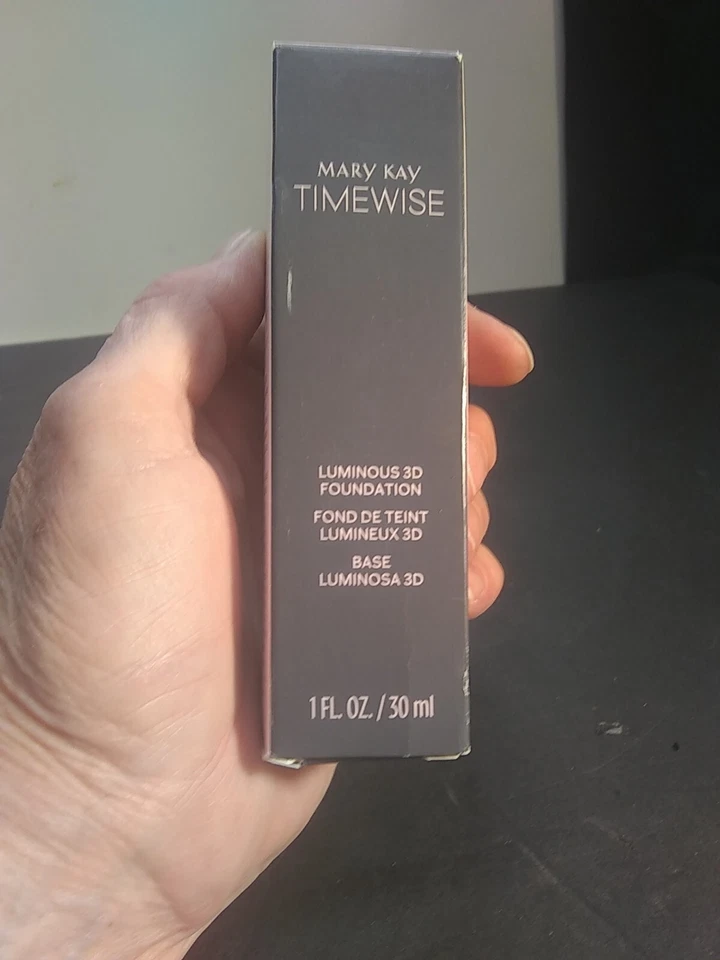 MARY KAY
TIMEWISE
LUMINOUS 3D
FOUNDATION
FOND DE TEINT
LUMINEUX 3D
BASE
LUMINOSA 3D
1 FL. OZ. / 30 ml